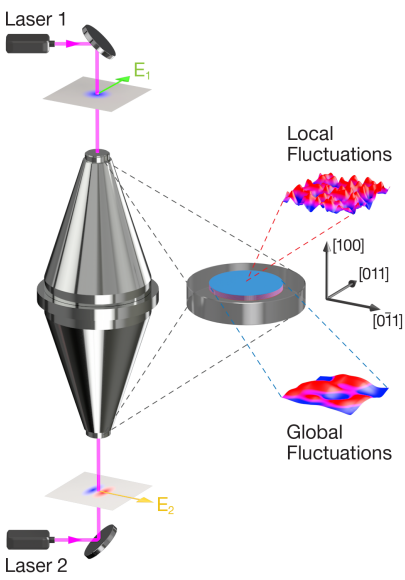 Laser 1
E₁
Local
Fluctuations
[100]
[011]
[01̅1]
Global
Fluctuations
E₂
Laser 2